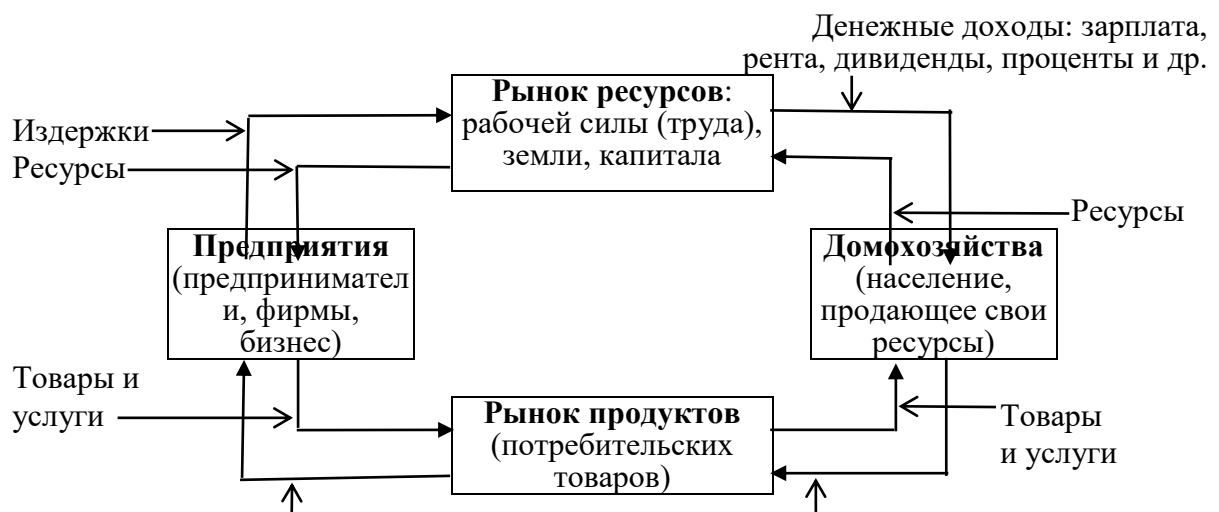 Денежные доходы: зарплата,
рента, дивиденды, проценты и др.
Рынок ресурсов:
рабочей силы (труда),
земли, капитала
Издержки
Ресурсы
Ресурсы
Предприятия
(предпринимател
и, фирмы,
бизнес)
Домохозяйства
(население,
продающее свои
ресурсы)
Товары и
услуги
Рынок продуктов
(потребительских
товаров)
Товары
и услуги